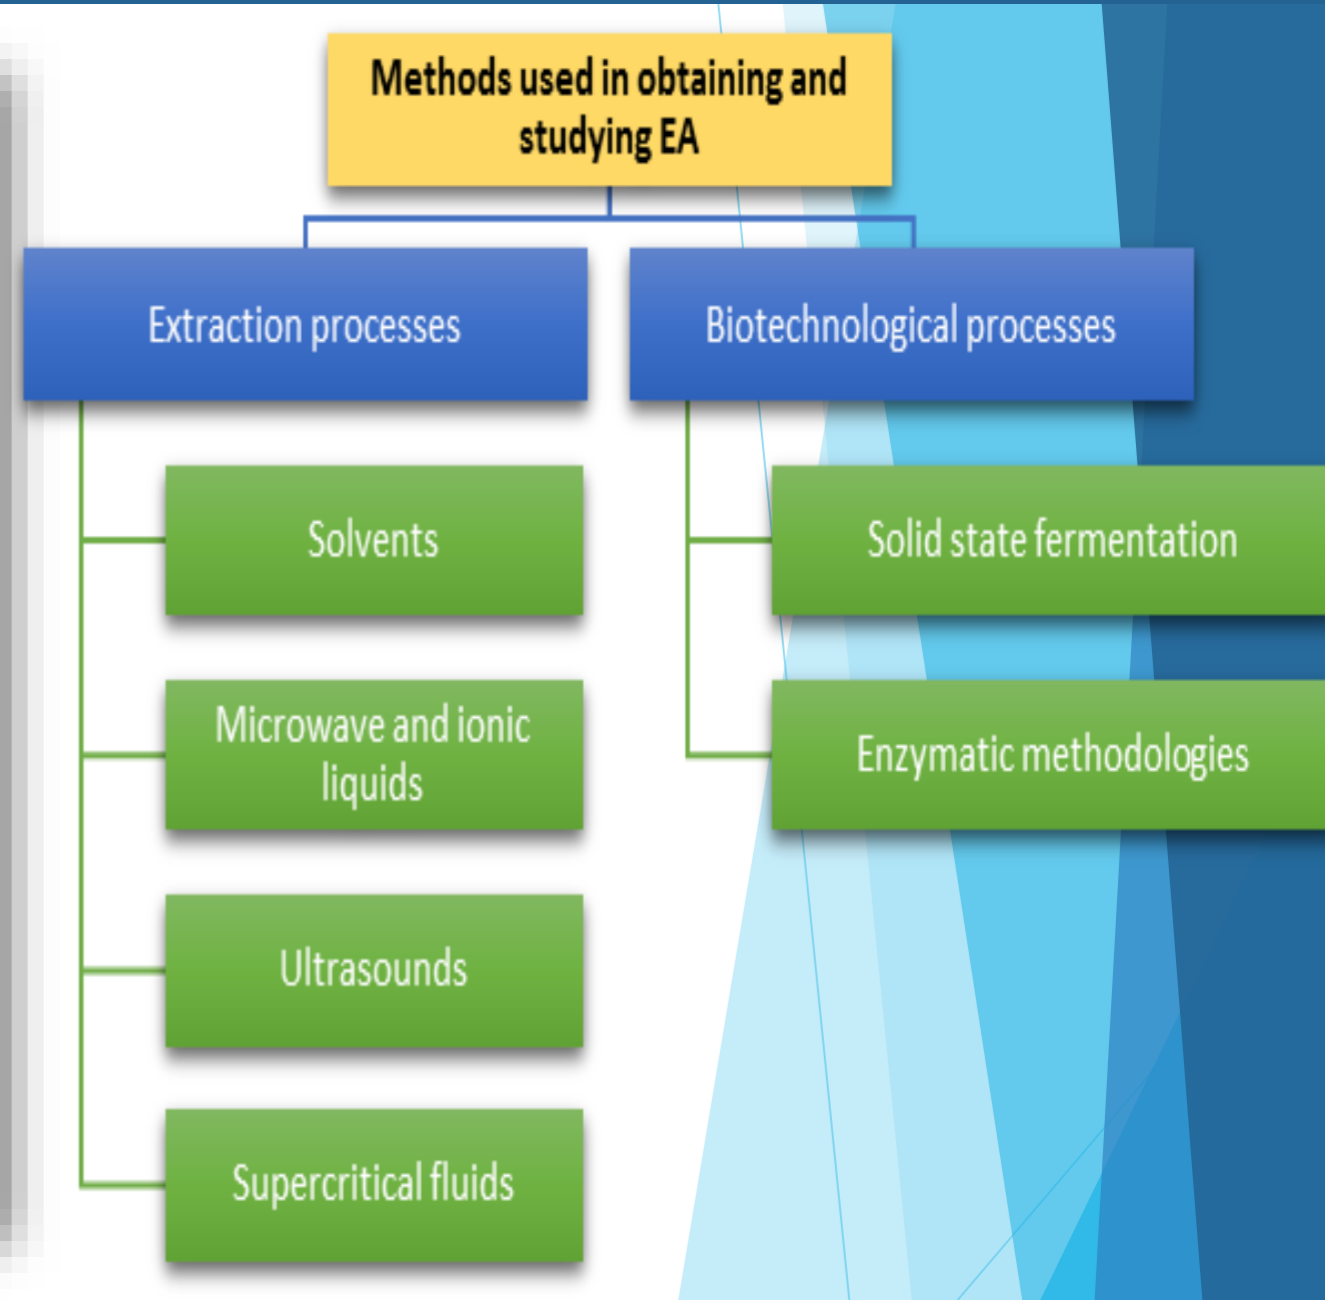 Methods used in obtaining and
studying EA
Extraction processes
Biotechnological processes
Solvents
Microwave and ionic
liquids
Ultrasounds
Supercritical fluids
Solid state fermentation
Enzymatic methodologies